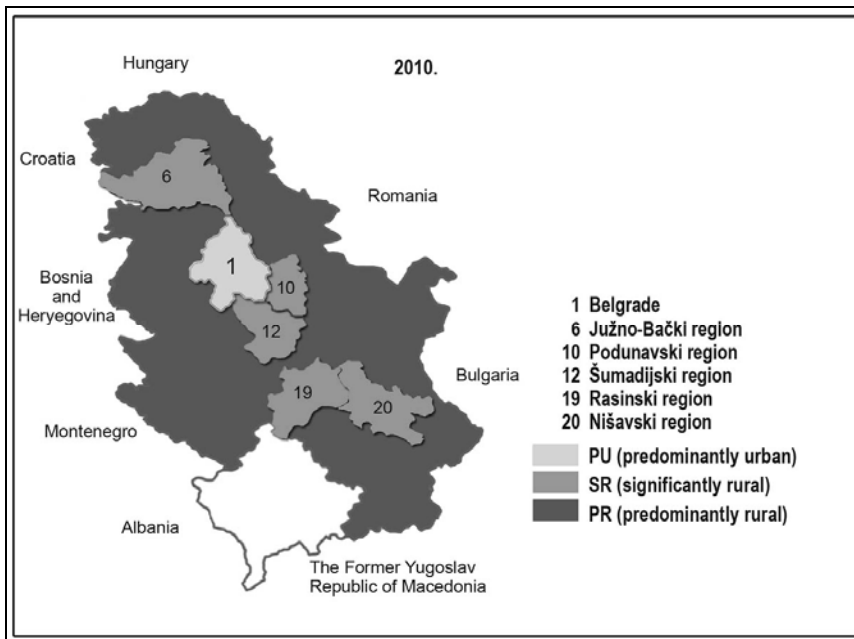 Hungary
2010.
Croatia
6
Romania
1
Bosnia
and
Heryegovina
10
12
1 Belgrade
6 Južno-Bački region
10 Podunavski region
12 Šumadijski region
19 Rasinski region
20 Nišavski region
Bulgaria
19
20
Montenegro
PU (predominantly urban)
SR (significantly rural)
PR (predominantly rural)
Albania
The Former Yugoslav
Republic of Macedonia